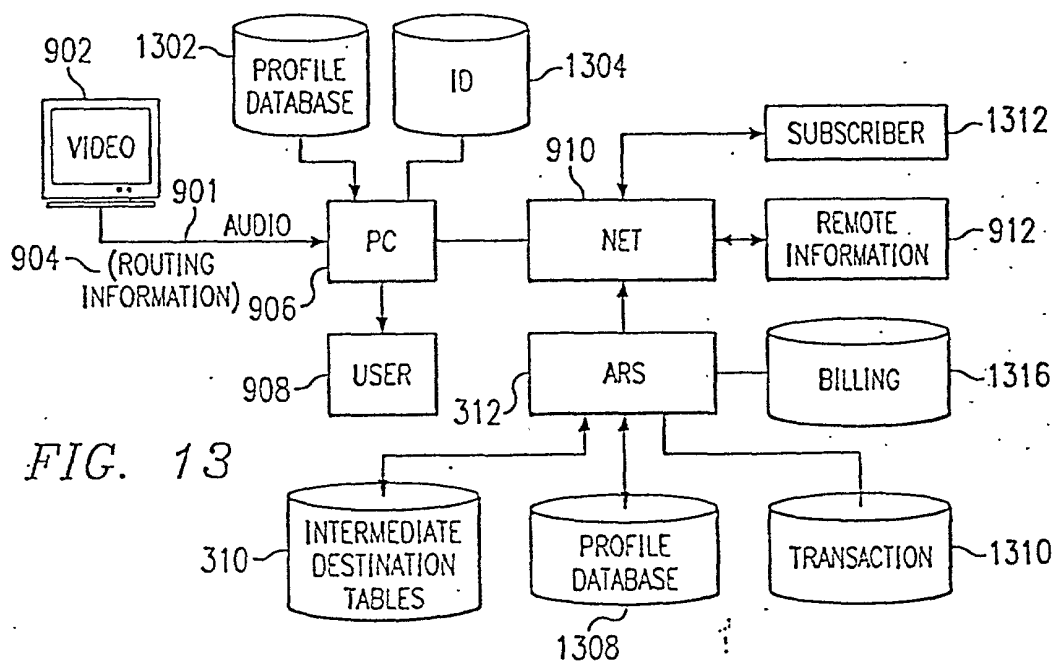 902
VIDEO
1302
PROFILE
DATABASE
ID
1304
901
AUDIO
904
(ROUTING
INFORMATION)
PC
906
910
NET
SUBSCRIBER
1312
REMOTE
INFORMATION
912
USER
908
ARS
312
BILLING
1316
FIG. 13
INTERMEDIATE
DESTINATION
TABLES
310
PROFILE
DATABASE
1308
TRANSACTION
1310